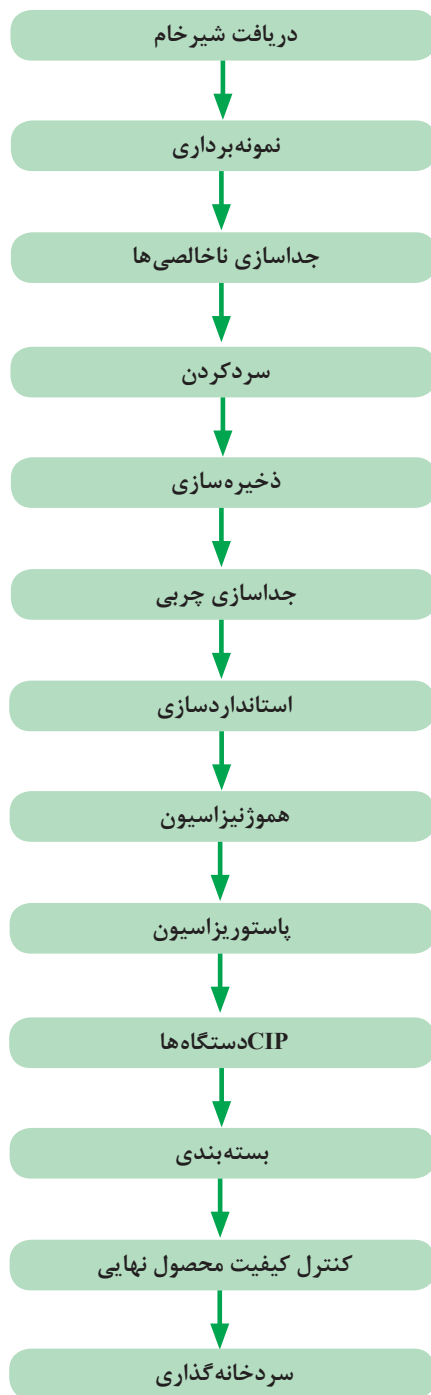 دریافت شیرخام
نمونه‌برداری
جداسازی ناخالصی‌ها
سردکردن
ذخیره‌سازی
جداسازی چربی
استانداردسازی
هموژنیزاسیون
پاستوریزاسیون
CIPدستگاه‌ها
بسته‌بندی
کنترل کیفیت محصول نهایی
سردخانه‌گذاری